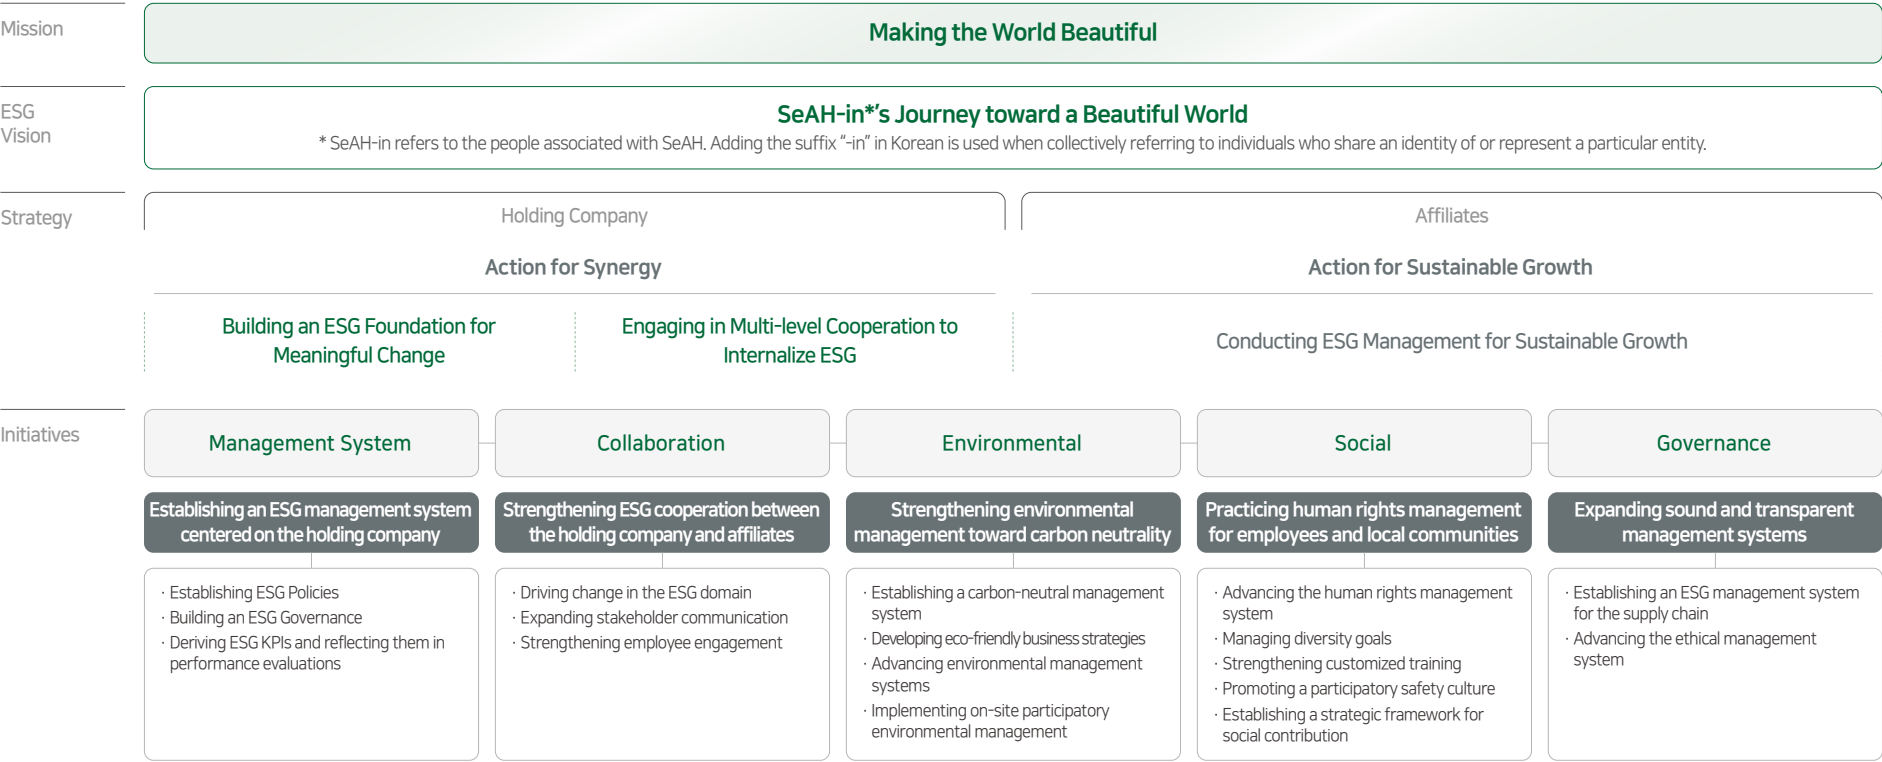 Mission
Making the World Beautiful
ESG
Vision
SeAH-in*'s Journey toward a Beautiful World
* SeAH-in refers to the people associated with SeAH. Adding the suffix “-in” in Korean is used when collectively referring to individuals who share an identity of or represent a particular entity.
Strategy
Holding Company
Affiliates
Action for Synergy
Action for Sustainable Growth
Building an ESG Foundation for
Meaningful Change
Engaging in Multi-level Cooperation to
Internalize ESG
Conducting ESG Management for Sustainable Growth
Initiatives
Management System
Collaboration
Environmental
Social
Governance
Establishing an ESG management system
centered on the holding company
Strengthening ESG cooperation between
the holding company and affiliates
Strengthening environmental
management toward carbon neutrality
Practicing human rights management
for employees and local communities
Expanding sound and transparent
management systems
· Establishing ESG Policies
· Building an ESG Governance
· Deriving ESG KPIs and reflecting them in
performance evaluations
· Driving change in the ESG domain
· Expanding stakeholder communication
· Strengthening employee engagement
· Establishing a carbon-neutral management
system
· Developing eco-friendly business strategies
· Advancing environmental management
systems
· Implementing on-site participatory
environmental management
· Advancing the human rights management
system
· Managing diversity goals
· Strengthening customized training
· Promoting a participatory safety culture
· Establishing a strategic framework for
social contribution
· Establishing an ESG management system
for the supply chain
· Advancing the ethical management
system